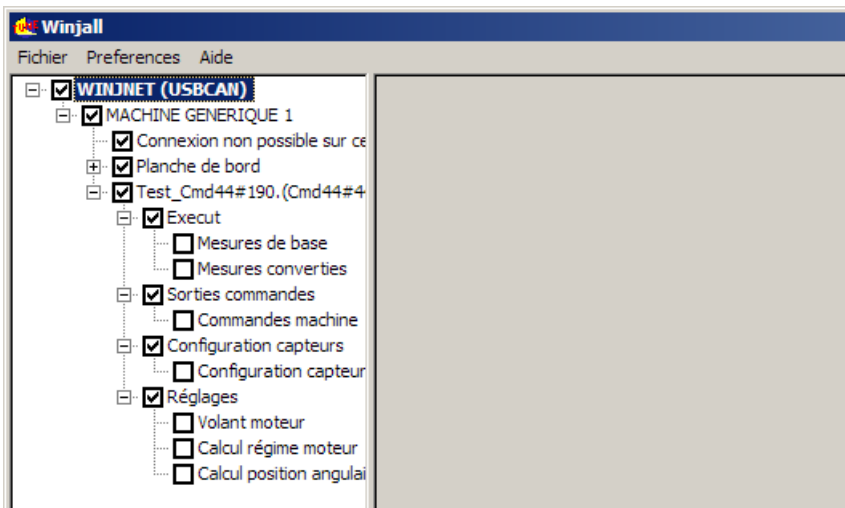 Winjall
Fichier Preferences Aide
WINJNET (USBCAN)
MACHINE GENERIQUE 1
Connexion non possible sur ce
Planche de bord
Test_Cmd44#190.(Cmd44#4
Execut
Mesures de base
Mesures converties
Sorties commandes
Commandes machine
Configuration capteurs
Configuration capteur
Réglages
Volant moteur
Calcul régime moteur
Calcul position angulai